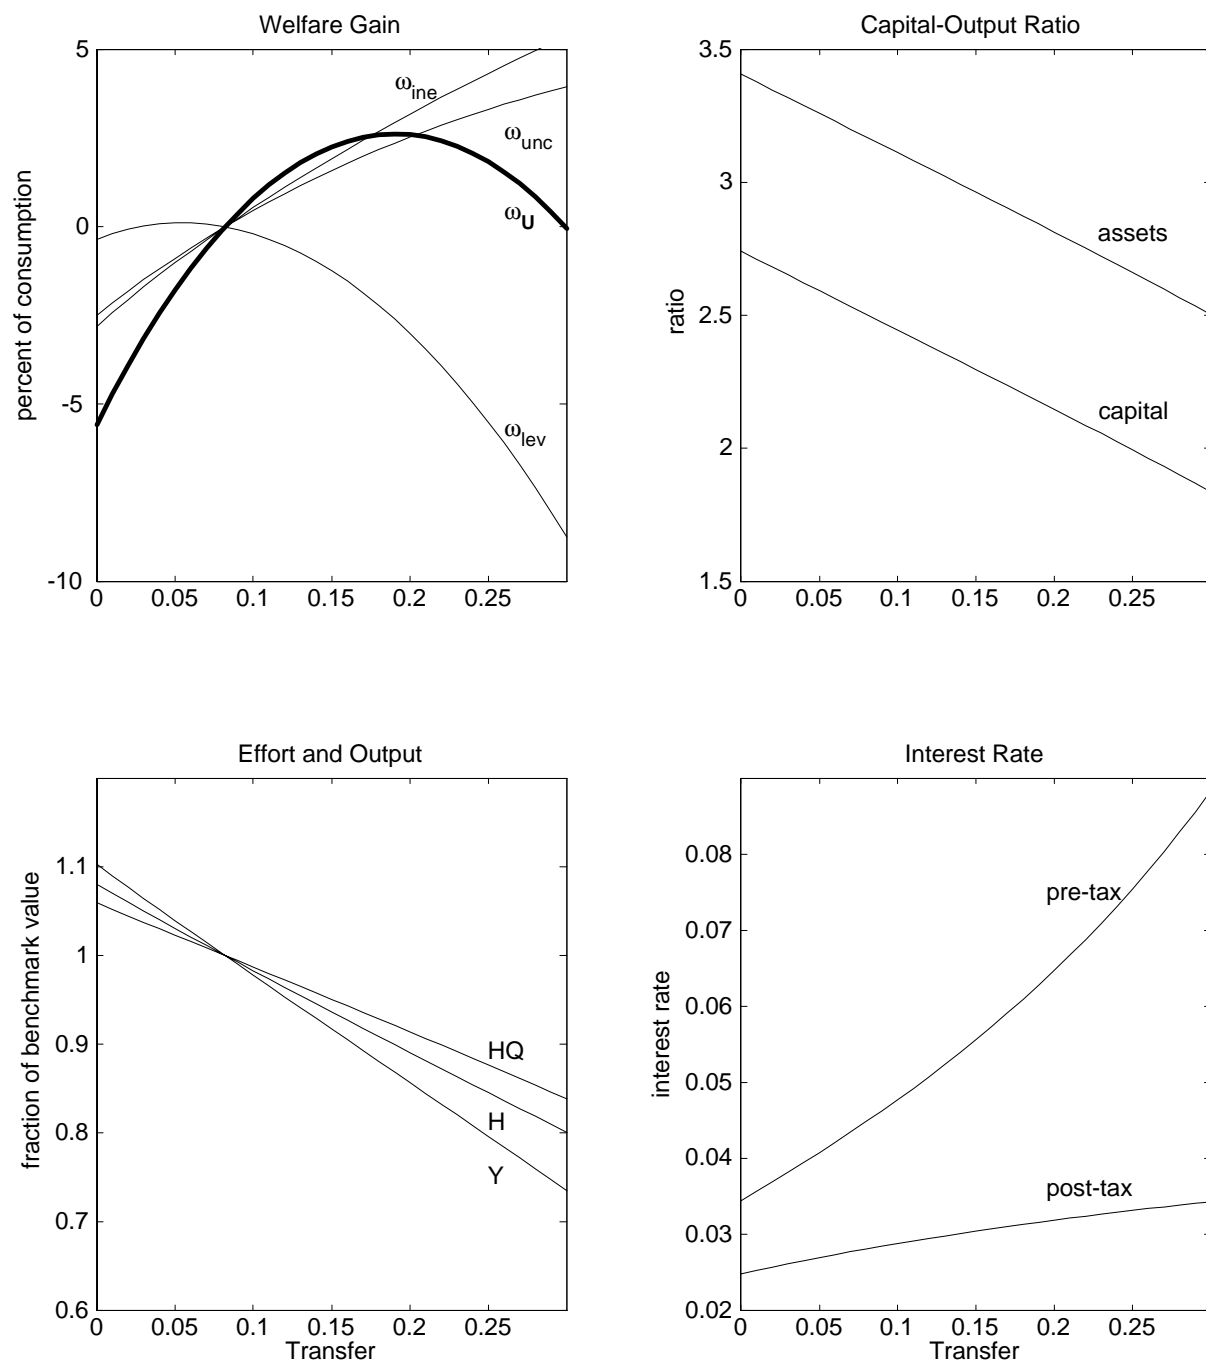 Welfare Gain
5
0
-5
-10
percent of consumption
ωine
ωunc
ωU
ωlev
0
0.05
0.1
0.15
0.2
0.25
Capital-Output Ratio
3.5
3
2.5
2
1.5
ratio
assets
capital
0
0.05
0.1
0.15
0.2
0.25
Effort and Output
1.1
1
0.9
0.8
0.7
0.6
fraction of benchmark value
HQ
H
Y
0
0.05
0.1
0.15
0.2
0.25
Transfer
Interest Rate
0.08
0.07
0.06
0.05
0.04
0.03
0.02
interest rate
pre-tax
post-tax
0
0.05
0.1
0.15
0.2
0.25
Transfer